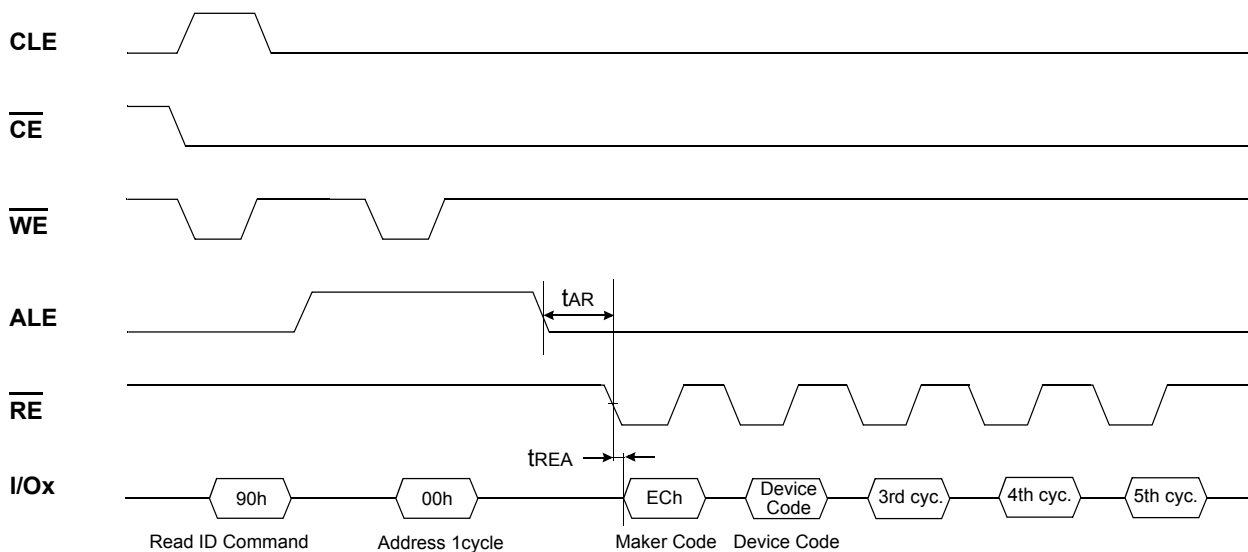 CLE
CE
WE
ALE
tAR
RE
tREA
I/Ox
90h
00h
ECh
Device
Code
3rd cyc.
4th cyc.
5th cyc.
Read ID Command
Address 1cycle
Maker Code
Device Code